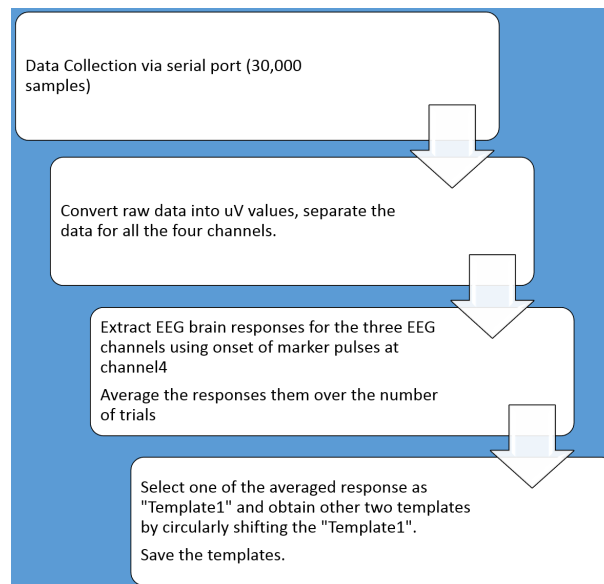 Data Collection via serial port (30,000
samples)
Convert raw data into uV values, separate the
data for all the four channels.
Extract EEG brain responses for the three EEG
channels using onset of marker pulses at
channel4
Average the responses them over the number
of trials
Select one of the averaged response as
"Template1" and obtain other two templates
by circularly shifting the "Template1".
Save the templates.